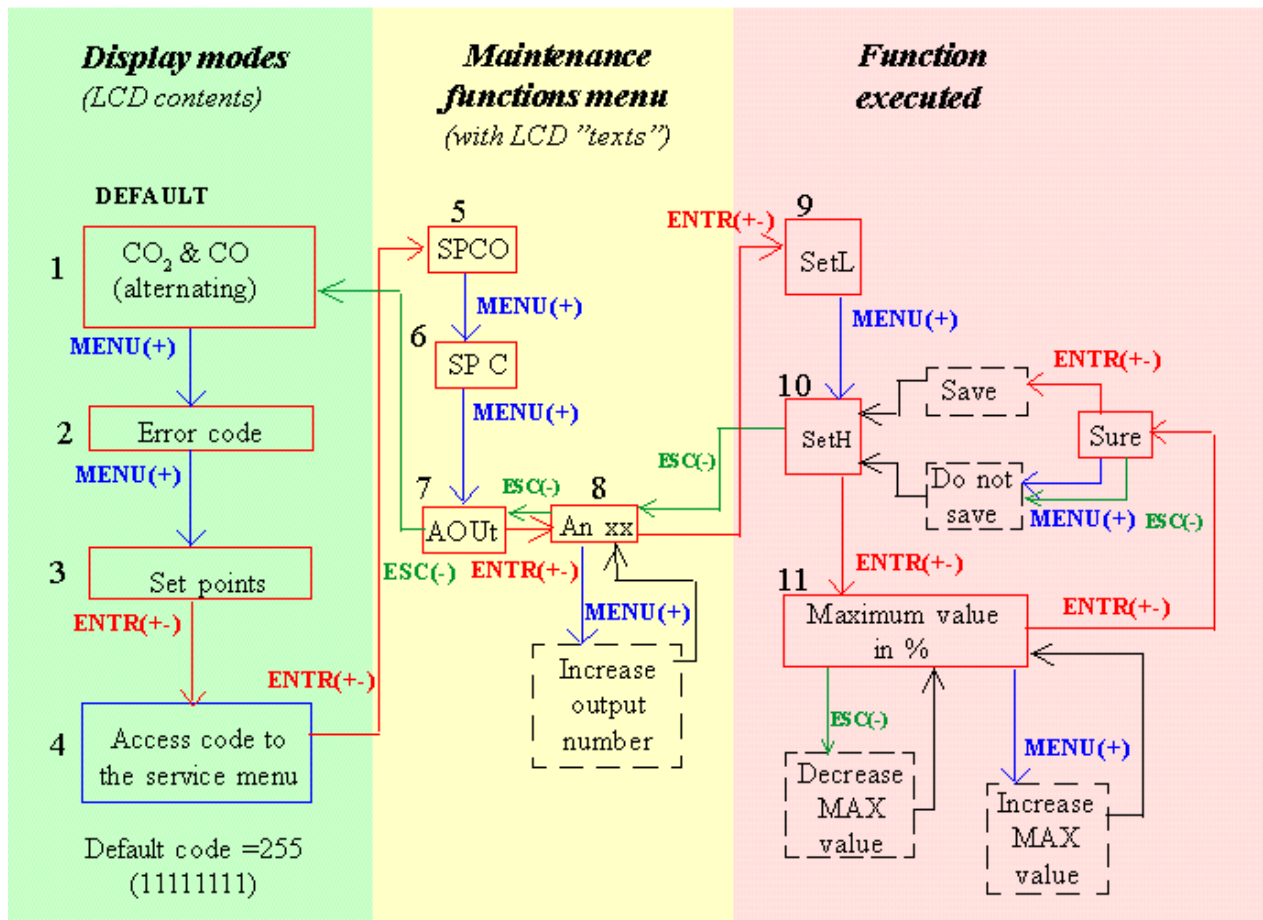 Display modes
(LCD contents)
Maintenance
functions menu
(with LCD ”texts”)
Function
executed
DEFAULT
1
CO2 & CO
(alternating)
MENU(+)
2
Error code
MENU(+)
3
Set points
ENTR(+-)
ENTR(+-)
4
Access code to
the service menu
Default code =255
(11111111)
5
SPCO
MENU(+)
6
SP C
MENU(+)
7
AOUt
ESC(-)
ESC(-)
ENTR(+-)
8
An xx
MENU(+)
Increase
output
number
ENTR(+-)
9
SetL
MENU(+)
10
SetH
ESC(-)
Save
ENTR(+-)
Sure
Do not
save
MENU(+)
ESC(-)
ENTR(+-)
11
Maximum value
in %
ENTR(+-)
ESC(-)
Decrease
MAX
value
MENU(+)
Increase
MAX
value